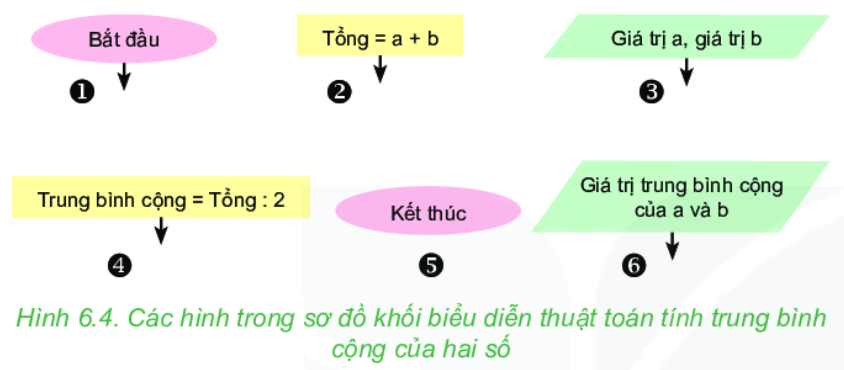 Bắt đầu
❶
Tổng = a + b
❷
Giá trị a, giá trị b
❸
Trung bình cộng = Tổng : 2
❹
Kết thúc
❺
Giá trị trung bình cộng
của a và b
❻
Hình 6.4. Các hình trong sơ đồ khối biểu diễn thuật toán tính trung bình
cộng của hai số